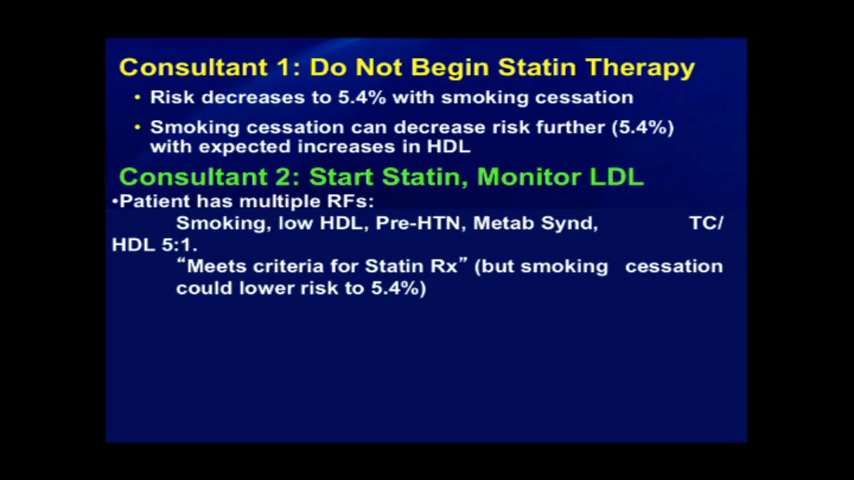 Consultant 1: Do Not Begin Statin Therapy
• Risk decreases to 5.4% with smoking cessation
• Smoking cessation can decrease risk further (5.4%)
with expected increases in HDL
Consultant 2: Start Statin, Monitor LDL
•Patient has multiple RFs:
Smoking, low HDL, Pre-HTN, Metab Synd, TC/
HDL 5:1.
“Meets criteria for Statin Rx” (but smoking cessation
could lower risk to 5.4%)